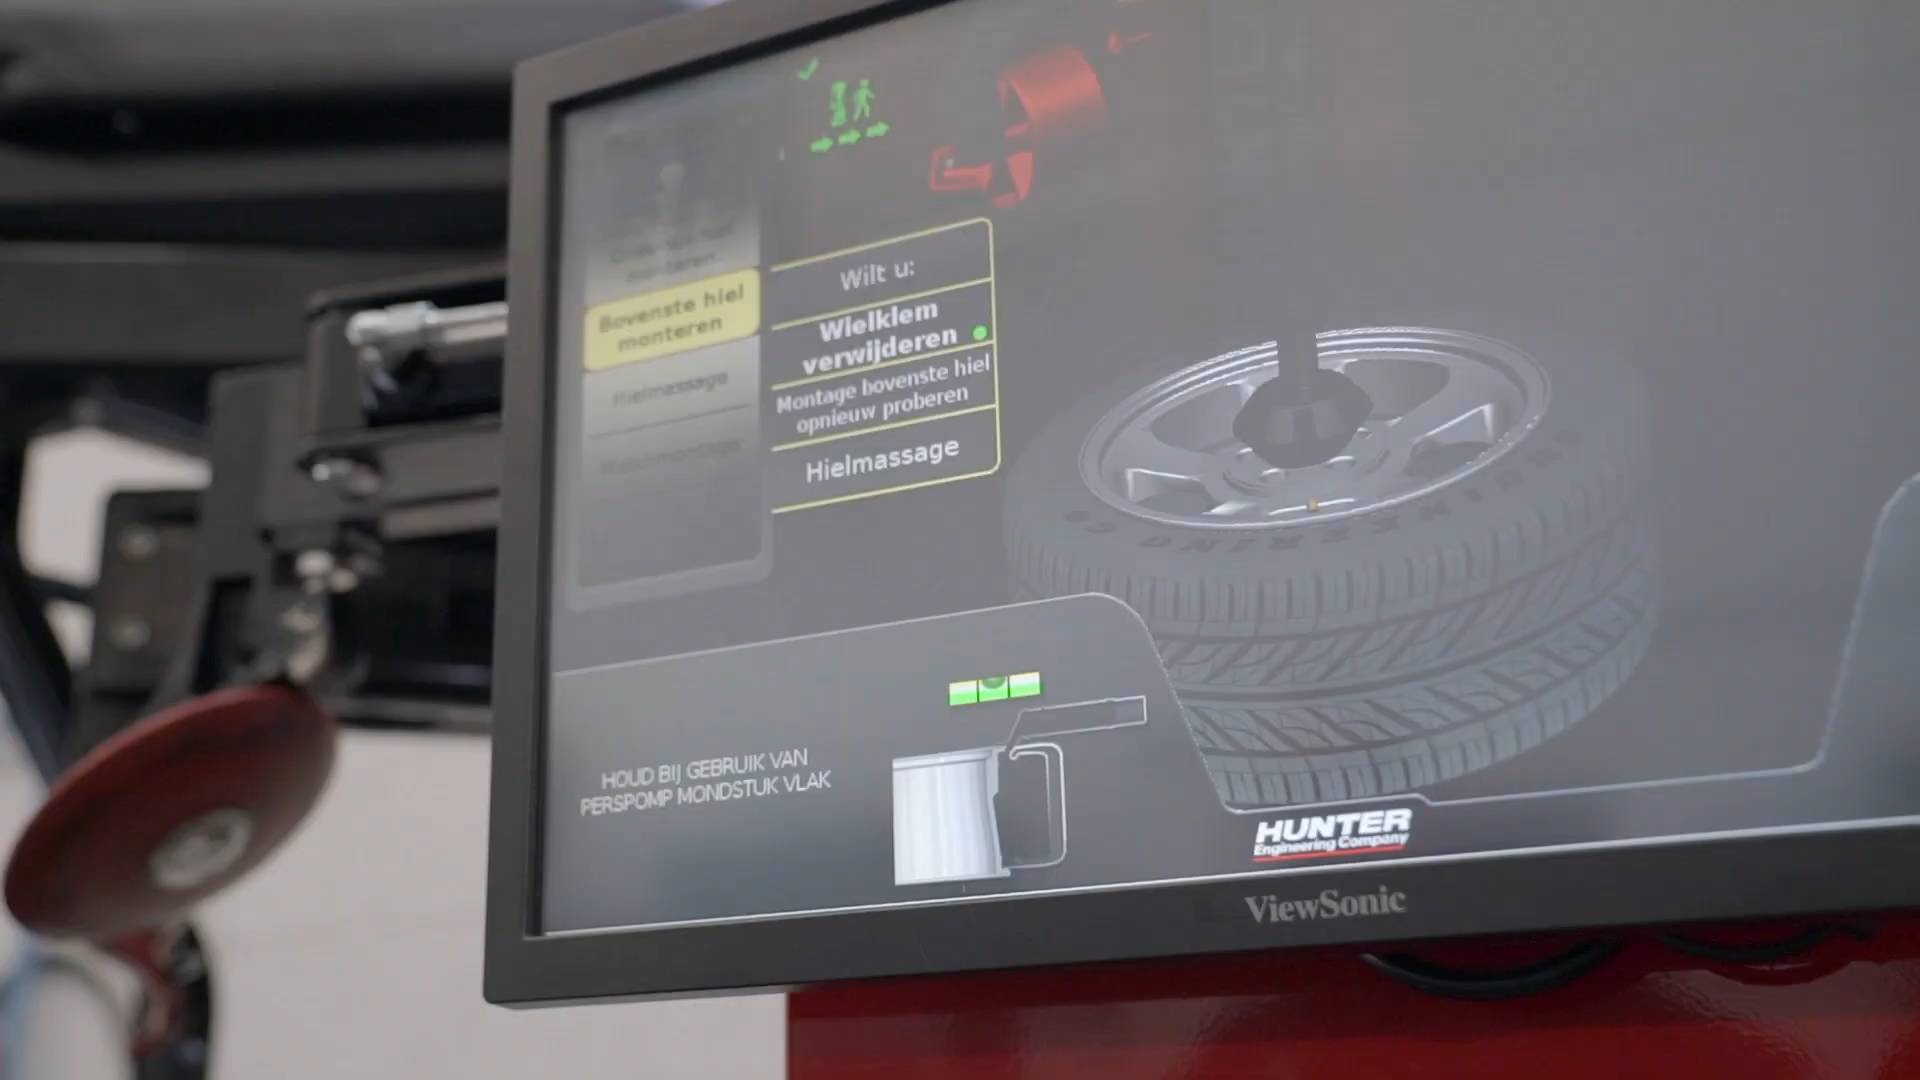 monteren
Bovenste hiel
monteren
Hielmassage
Wilt u:
Wielklem
verwijderen
Montage bovenste hiel
opnieuw proberen
Hielmassage
HOUD BIJ GEBRUIK VAN
PERSPOMP MONDSTUK VLAK
HUNTER
Engineering Company
ViewSonic